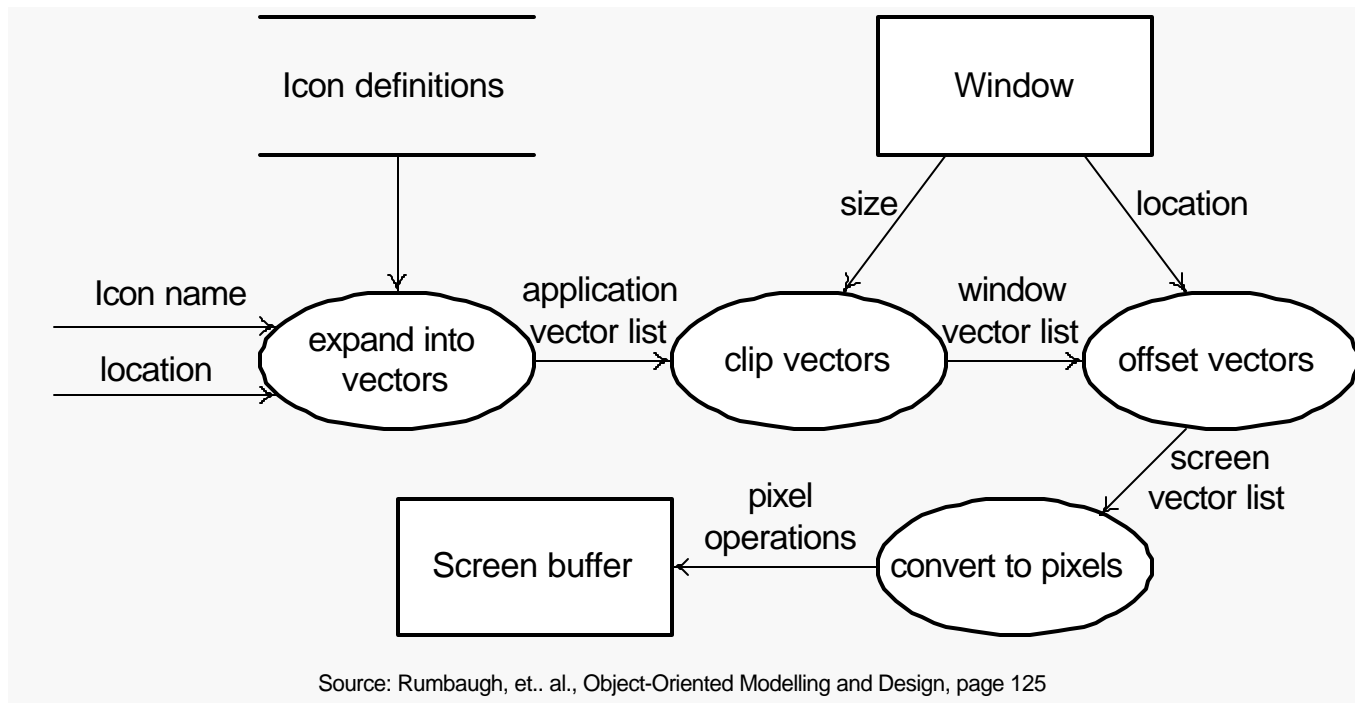 Icon definitions
Window
size
location
Icon name
location
expand into
vectors
application
vector list
clip vectors
window
vector list
offset vectors
screen
vector list
pixel
operations
Screen buffer
convert to pixels
Source: Rumbaugh, et.. al., Object-Oriented Modelling and Design, page 125